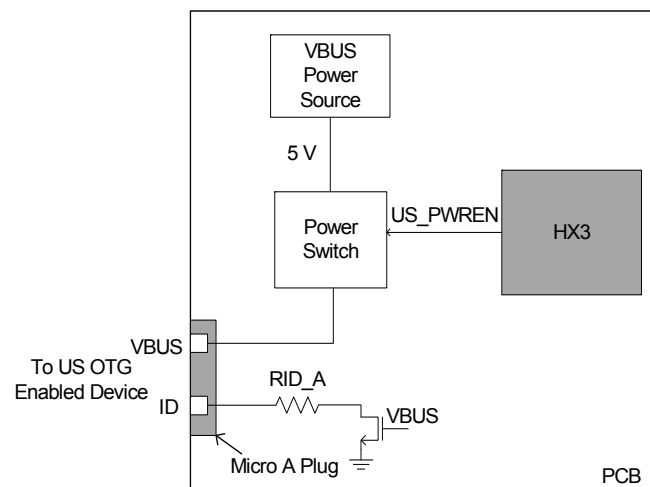 VBUS
Power
Source
5 V
US_PWREN
Power
Switch
HX3
VBUS
To US OTG
Enabled Device
RID_A
ID
VBUS
Micro A Plug
PCB